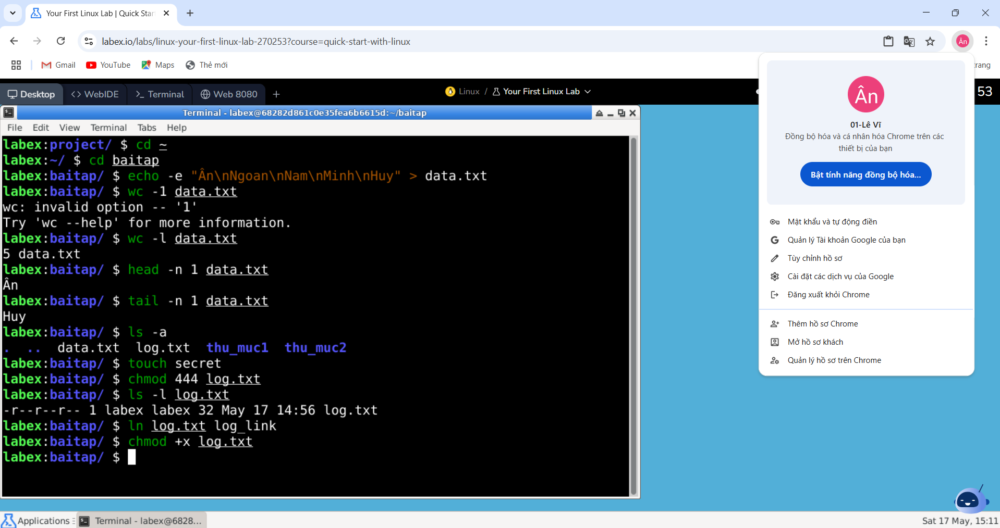 Your First Linux Lab | Quick Star
labex.io/labs/linux-your-first-linux-lab-270253?course=quick-start-with-linux
Ân
Gmail
YouTube
Maps
Thẻ mới
trang
Desktop
WebIDE
Terminal
Web 8080
Linux / Your First Linux Lab
53
Terminal - labex@68282d861c0e35fea6b6615d:~/baitap
File Edit View Terminal Tabs Help
labex:project/ $ cd ~
labex:~/ $ cd baitap
labex:baitap/ $ echo -e "Ân\nNgoan\nNam\nMinh\nHuy" > data.txt
labex:baitap/ $ wc -1 data.txt
wc: invalid option -- '1'
Try 'wc --help' for more information.
labex:baitap/ $ wc -l data.txt
5 data.txt
labex:baitap/ $ head -n 1 data.txt
Ân
labex:baitap/ $ tail -n 1 data.txt
Huy
labex:baitap/ $ ls -a
. .. data.txt log.txt thu_muc1 thu_muc2
labex:baitap/ $ touch secret
labex:baitap/ $ chmod 444 log.txt
labex:baitap/ $ ls -l log.txt
-r--r--r-- 1 labex labex 32 May 17 14:56 log.txt
labex:baitap/ $ ln log.txt log_link
labex:baitap/ $ chmod +x log.txt
labex:baitap/ $
Ân
01-Lê Vĩ
Đồng bộ hóa và cá nhân hóa Chrome trên các
thiết bị của bạn
Bật tính năng đồng bộ hóa...
Mật khẩu và tự động điền
Quản lý Tài khoản Google của bạn
Tùy chỉnh hồ sơ
Cài đặt các dịch vụ của Google
Đăng xuất khỏi Chrome
Thêm hồ sơ Chrome
Mở hồ sơ khách
Quản lý hồ sơ trên Chrome
Applications
Terminal - labex@6828...
Sat 17 May, 15:11